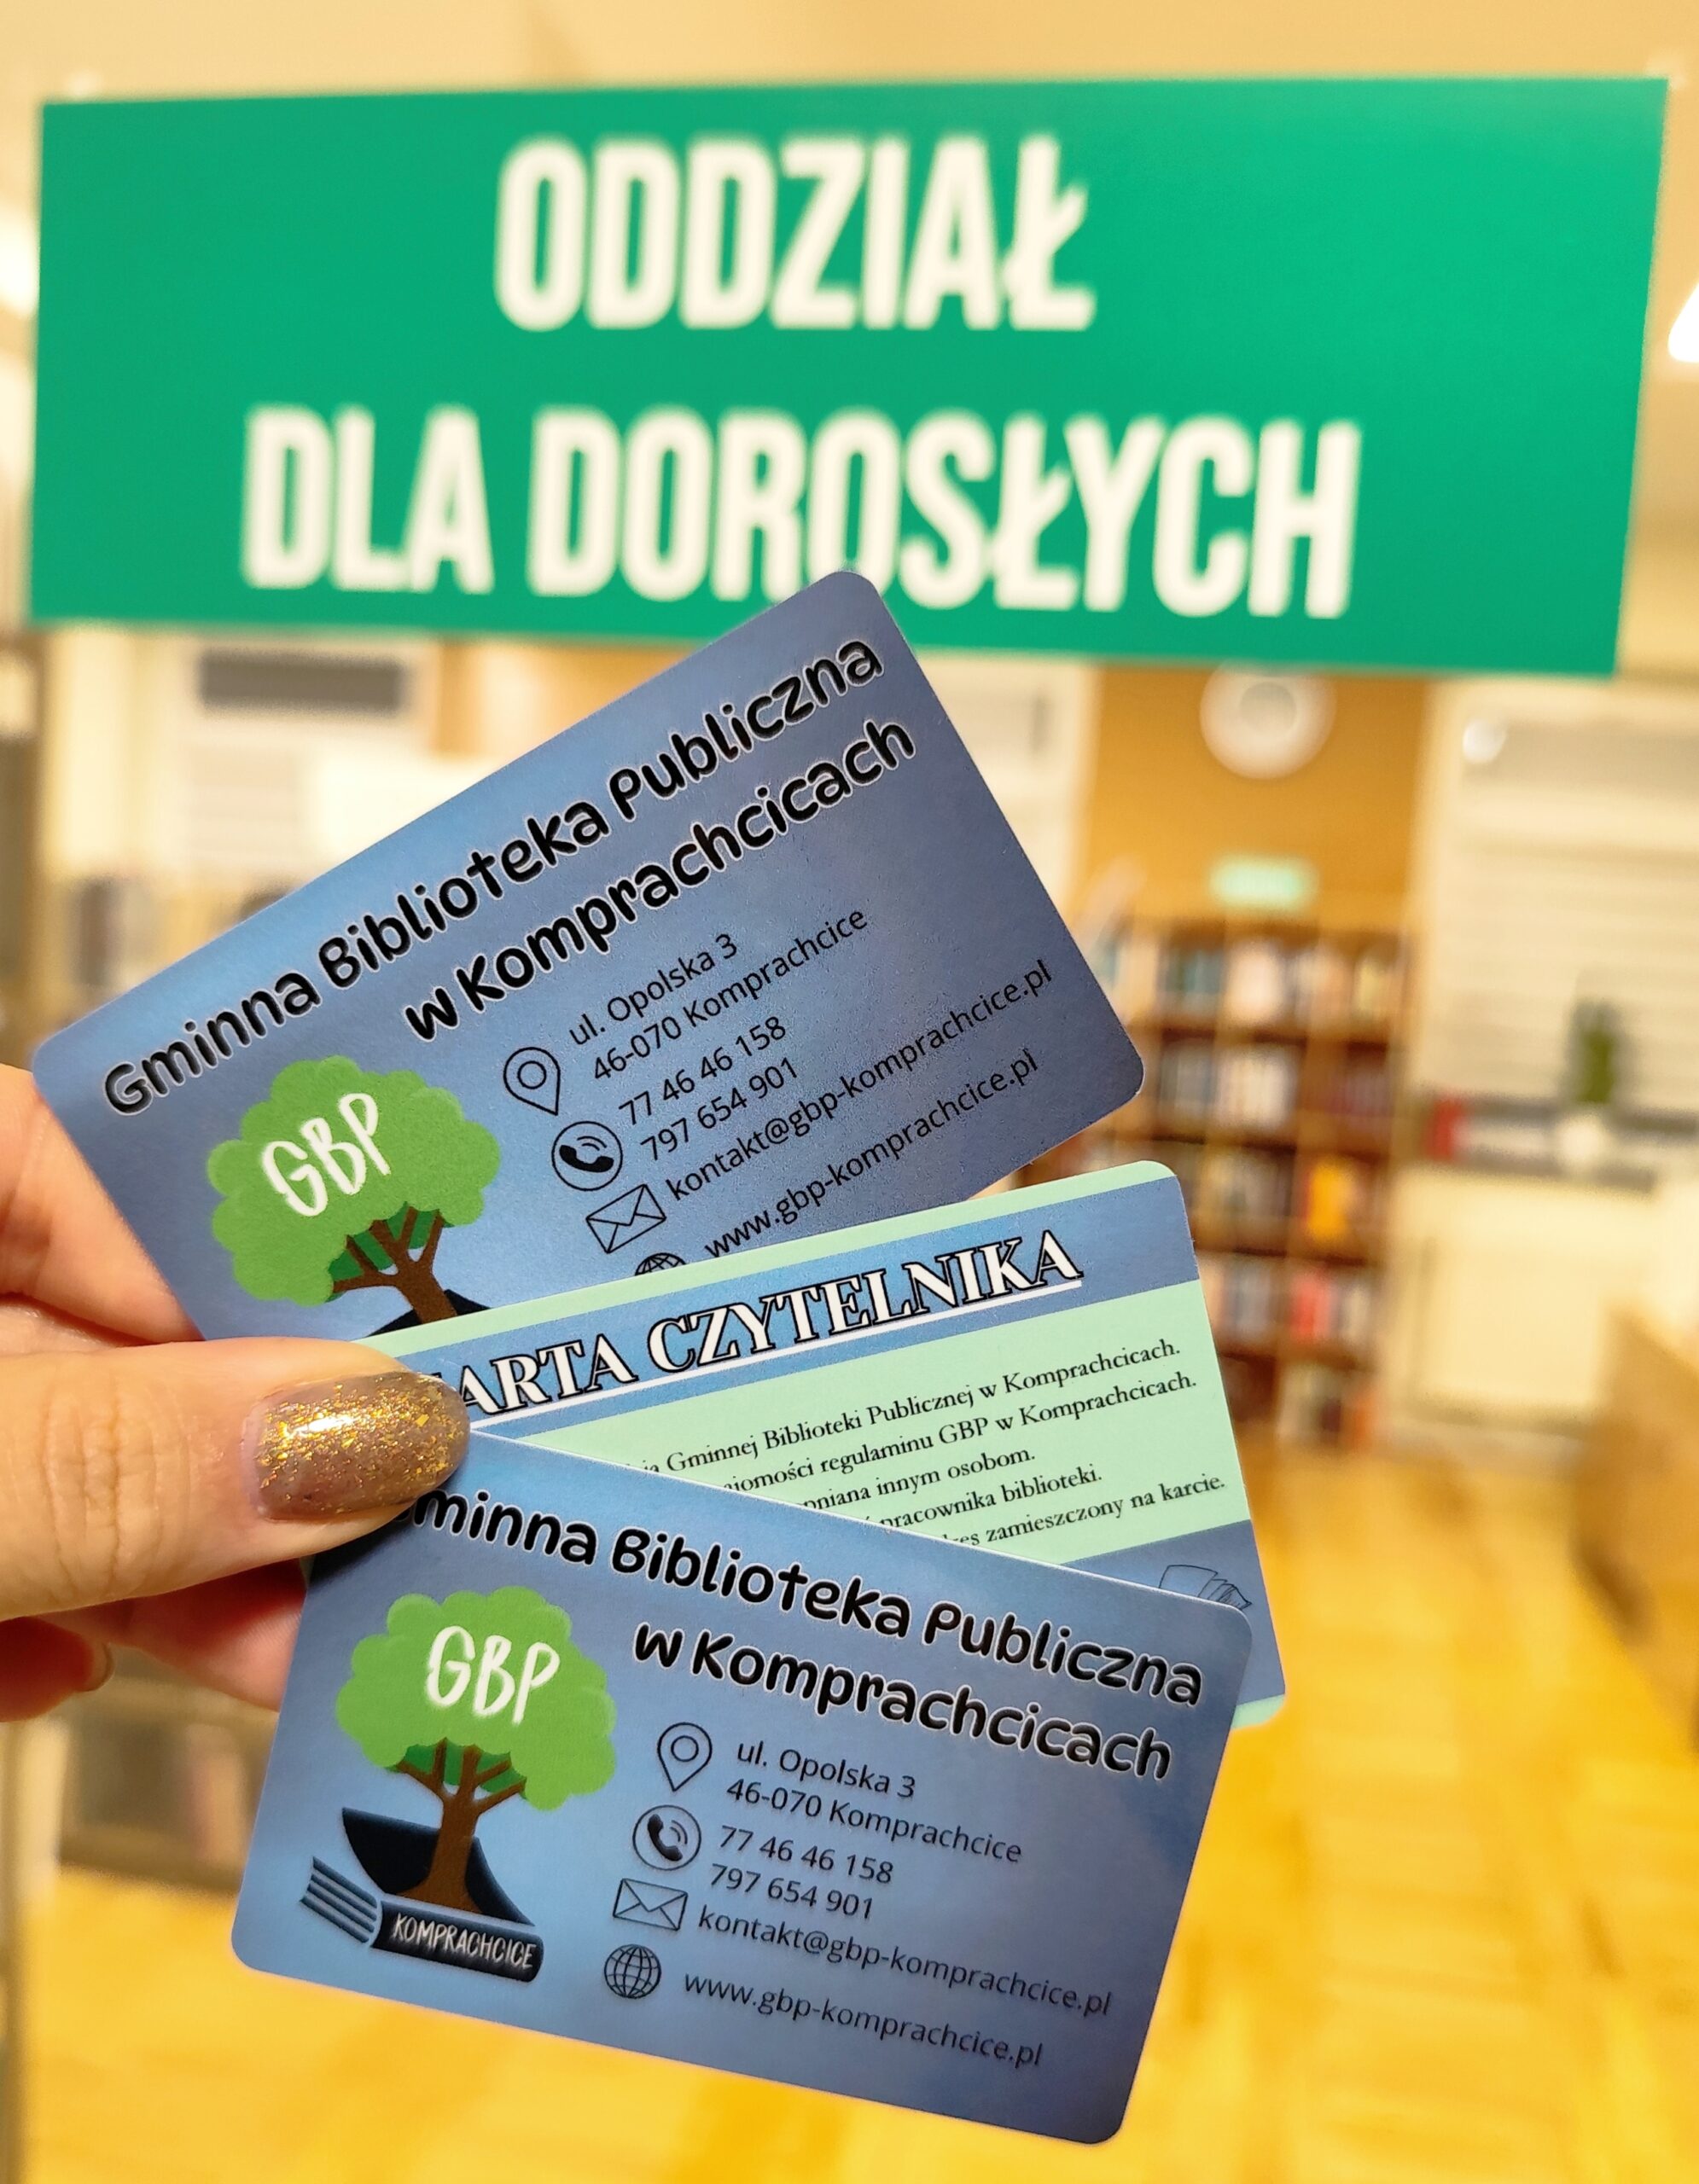 ODDZIAŁ
DLA DOROSŁYCH
Gminna Biblioteka Publiczna
w Komprachcicach
GBP
ul. Opolska 3
46-070 Komprachcice
77 46 46 158
797 654 901
kontakt@gbp-komprachcice.pl
www.gbp-komprachcice.pl
ARTA CZYTELNIKA
Gminnej Biblioteki Publicznej w Komprachcicach.
regulaminu GBP w Komprachcicach.
innym osobom.
pracownika biblioteki.
zamieszczony na karcie.
minna Biblioteka Publiczna
w Komprachcicach
GBP
KOMPRACHCICE
ul. Opolska 3
46-070 Komprachcice
77 46 46 158
797 654 901
kontakt@gbp-komprachcice.pl
www.gbp-komprachcice.pl